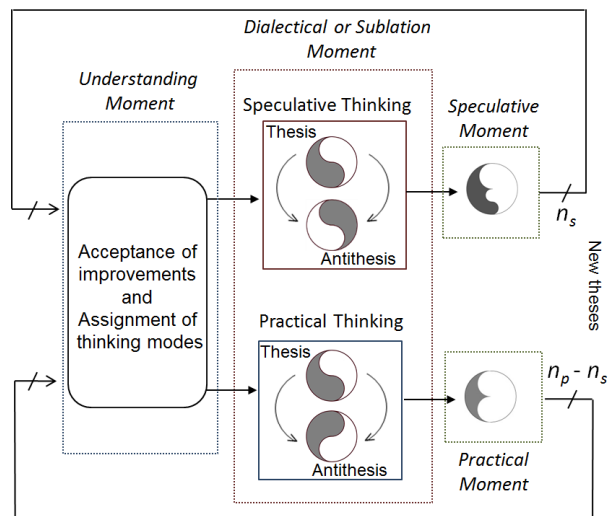 Dialectical or Sublation
Moment
Understanding
Moment
Speculative Thinking
Thesis
Antithesis
Speculative
Moment
n_s
Acceptance of
improvements
and
Assignment of
thinking modes
New theses
Practical Thinking
Thesis
Antithesis
n_p - n_s
Practical
Moment